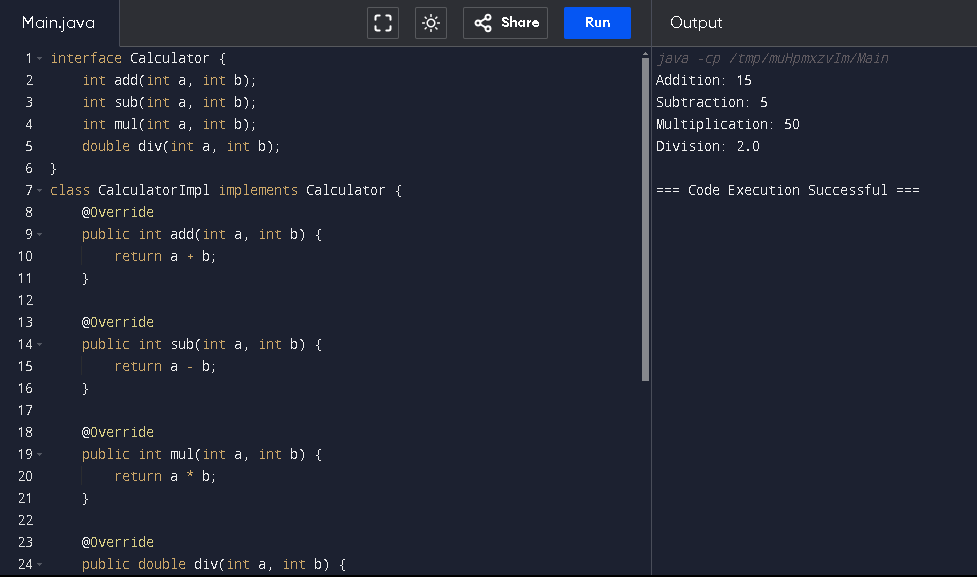 Main.java
Share
Run
Output
1 interface Calculator {
2     int add(int a, int b);
3     int sub(int a, int b);
4     int mul(int a, int b);
5     double div(int a, int b);
6 }
7 class CalculatorImpl implements Calculator {
8     @Override
9     public int add(int a, int b) {
10         return a + b;
11     }
12
13     @Override
14     public int sub(int a, int b) {
15         return a - b;
16     }
17
18     @Override
19     public int mul(int a, int b) {
20         return a * b;
21     }
22
23     @Override
24     public double div(int a, int b) {
java -cp /tmp/muHpmxzvIm/Main
Addition: 15
Subtraction: 5
Multiplication: 50
Division: 2.0
=== Code Execution Successful ===